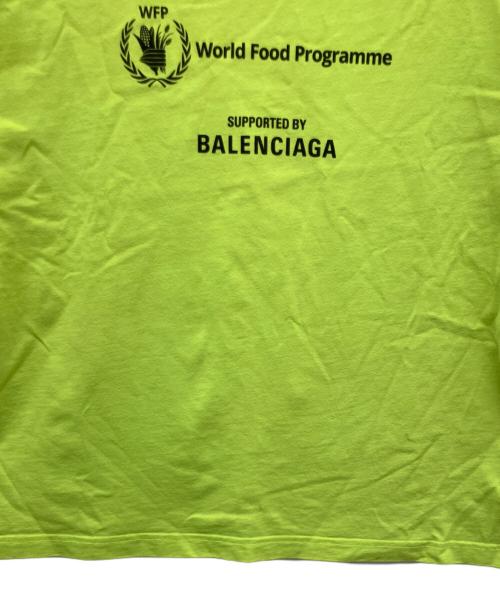 WFP
World Food Programme
SUPPORTED BY
BALENCIAGA